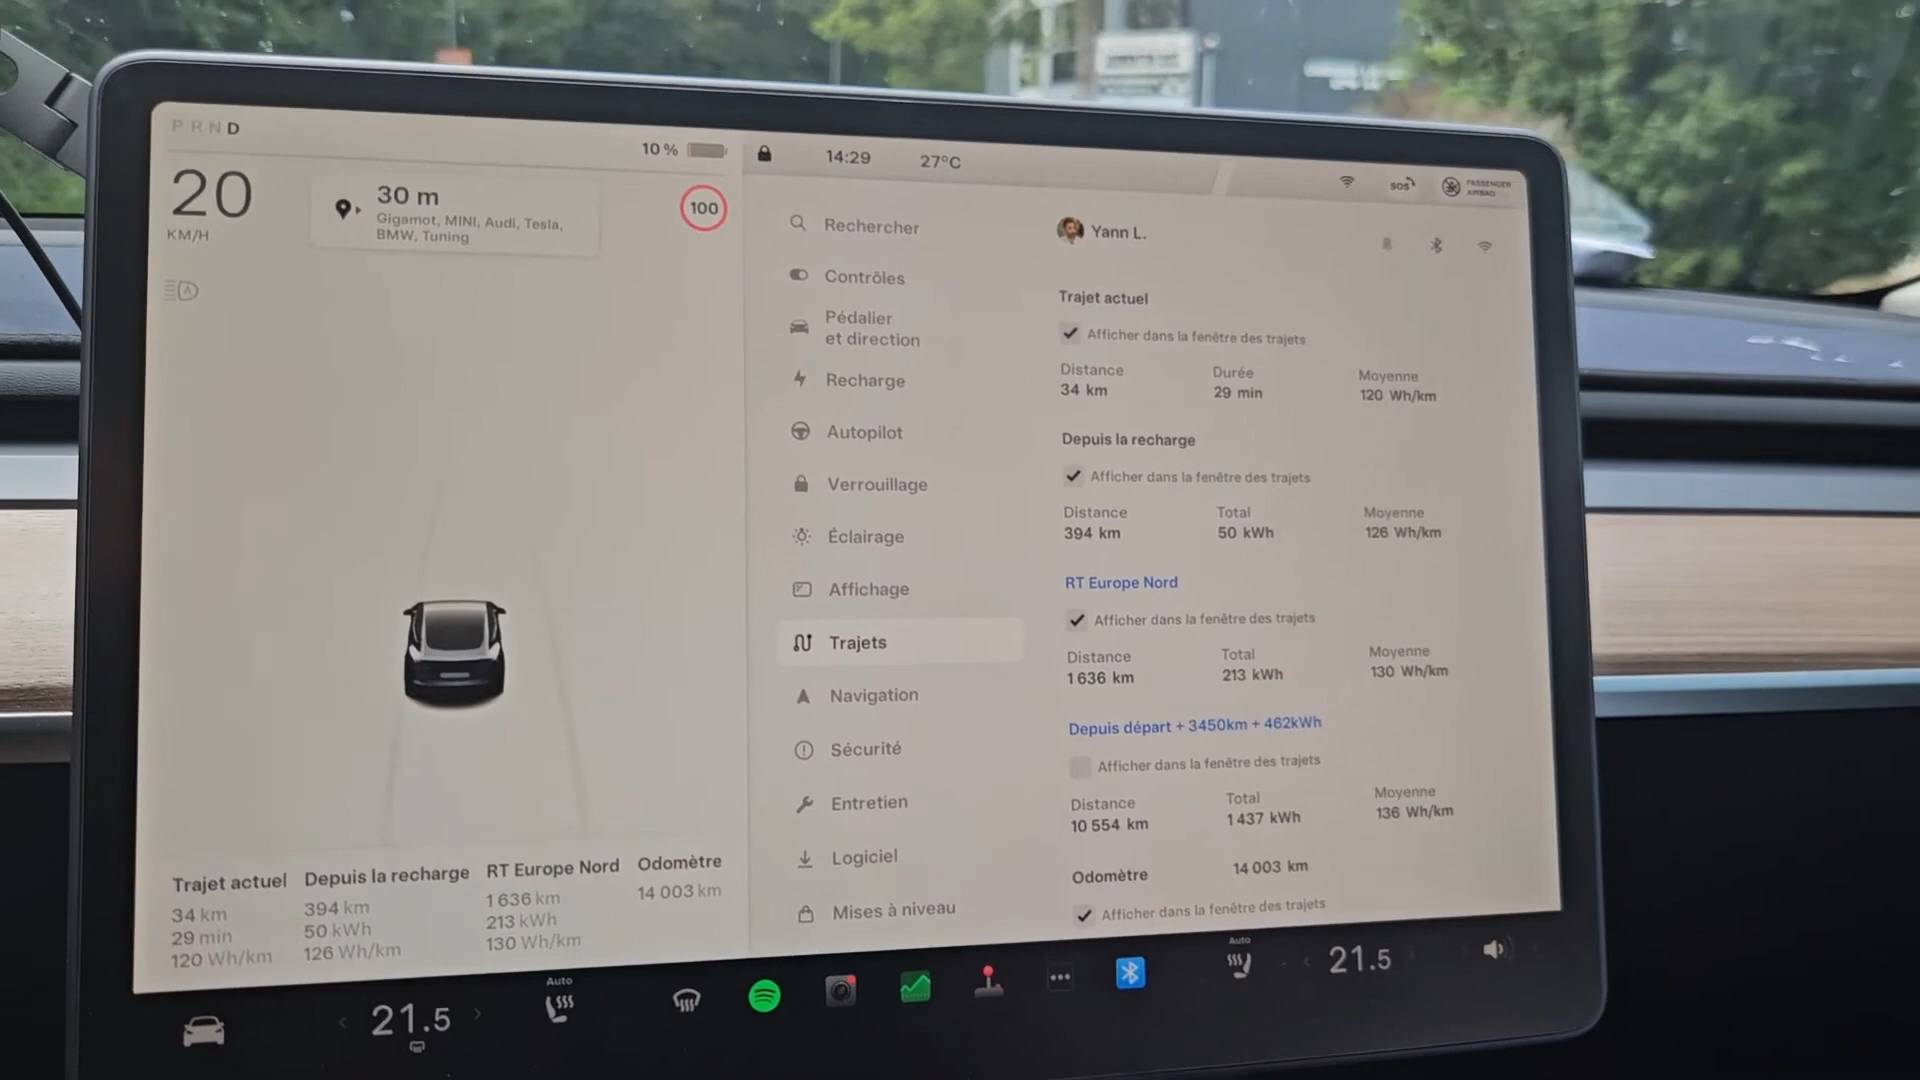 P R N D
10 %
20
KM/H
30 m
Gigamot, MINI, Audi, Tesla,
BMW, Tuning
100
14:29
27°C
SOS
PASSENGER
AIRBAG
Rechercher
Contrôles
Pédalier
et direction
Recharge
Autopilot
Verrouillage
Éclairage
Affichage
Trajets
Navigation
Sécurité
Entretien
Logiciel
Mises à niveau
Yann L.
Trajet actuel
Afficher dans la fenêtre des trajets
Distance Durée Moyenne
34 km 29 min 120 Wh/km
Depuis la recharge
Afficher dans la fenêtre des trajets
Distance Total Moyenne
394 km 50 kWh 126 Wh/km
RT Europe Nord
Afficher dans la fenêtre des trajets
Distance Total Moyenne
1 636 km 213 kWh 130 Wh/km
Depuis départ + 3450km + 462kWh
Afficher dans la fenêtre des trajets
Distance Total Moyenne
10 554 km 1 437 kWh 136 Wh/km
Odomètre 14 003 km
Afficher dans la fenêtre des trajets
Trajet actuel Depuis la recharge RT Europe Nord Odomètre
34 km 394 km 1 636 km 14 003 km
29 min 50 kWh 213 kWh
120 Wh/km 126 Wh/km 130 Wh/km
21.5
Auto
Auto
21.5